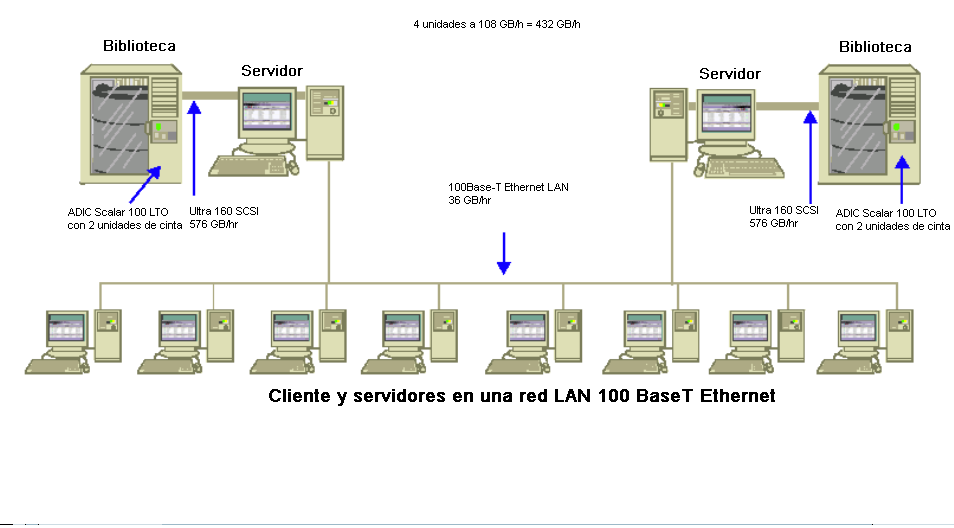 4 unidades a 108 GB/h = 432 GB/h
Biblioteca
Servidor
Servidor
Biblioteca
100Base-T Ethernet LAN
36 GB/hr
ADIC Scalar 100 LTO
con 2 unidades de cinta
Ultra 160 SCSI
576 GB/hr
Ultra 160 SCSI
576 GB/hr
ADIC Scalar 100 LTO
con 2 unidades de cinta
Cliente y servidores en una red LAN 100 BaseT Ethernet